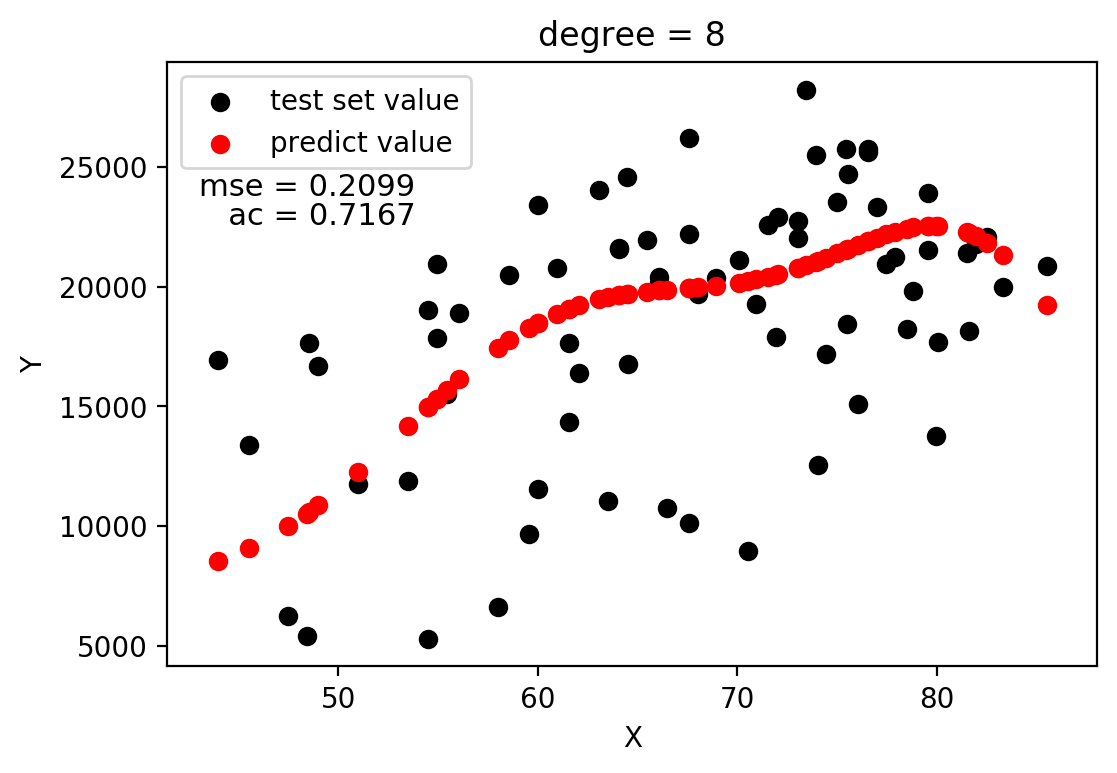 degree = 8
test set value
predict value
mse = 0.2099
ac = 0.7167
25000
20000
15000
10000
5000
Y
50 60 70 80
X